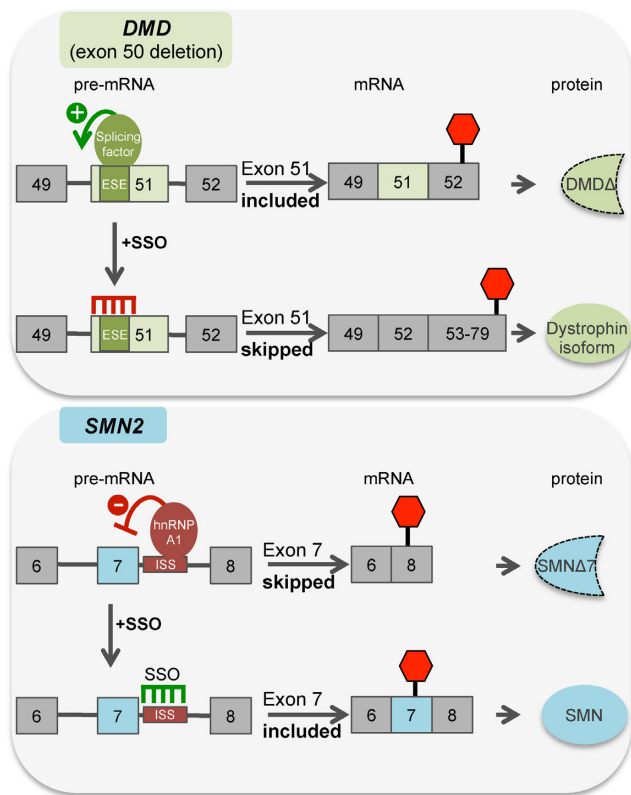 DMD
(exon 50 deletion)
pre-mRNA
mRNA
protein
+
Splicing
factor
49
ESE
51
52
Exon 51
included
49
51
52
DMDΔ
+SSO
49
ESE
51
52
Exon 51
skipped
49
52
53-79
Dystrophin
isoform
SMN2
pre-mRNA
mRNA
protein
−
hnRNP
A1
6
7
ISS
8
Exon 7
skipped
6
8
SMNΔ7
+SSO
SSO
6
7
ISS
8
Exon 7
included
6
7
8
SMN